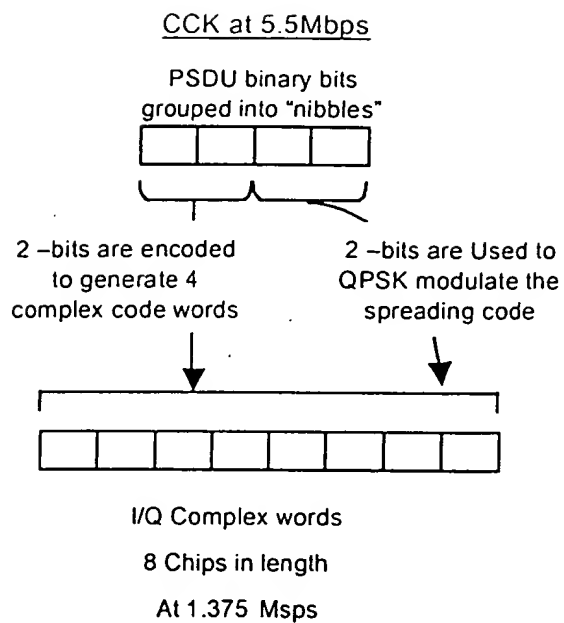 CCK at 5.5Mbps
PSDU binary bits
grouped into "nibbles"
2 –bits are encoded
to generate 4
complex code words
2 –bits are Used to
QPSK modulate the
spreading code
I/Q Complex words
8 Chips in length
At 1.375 Msps